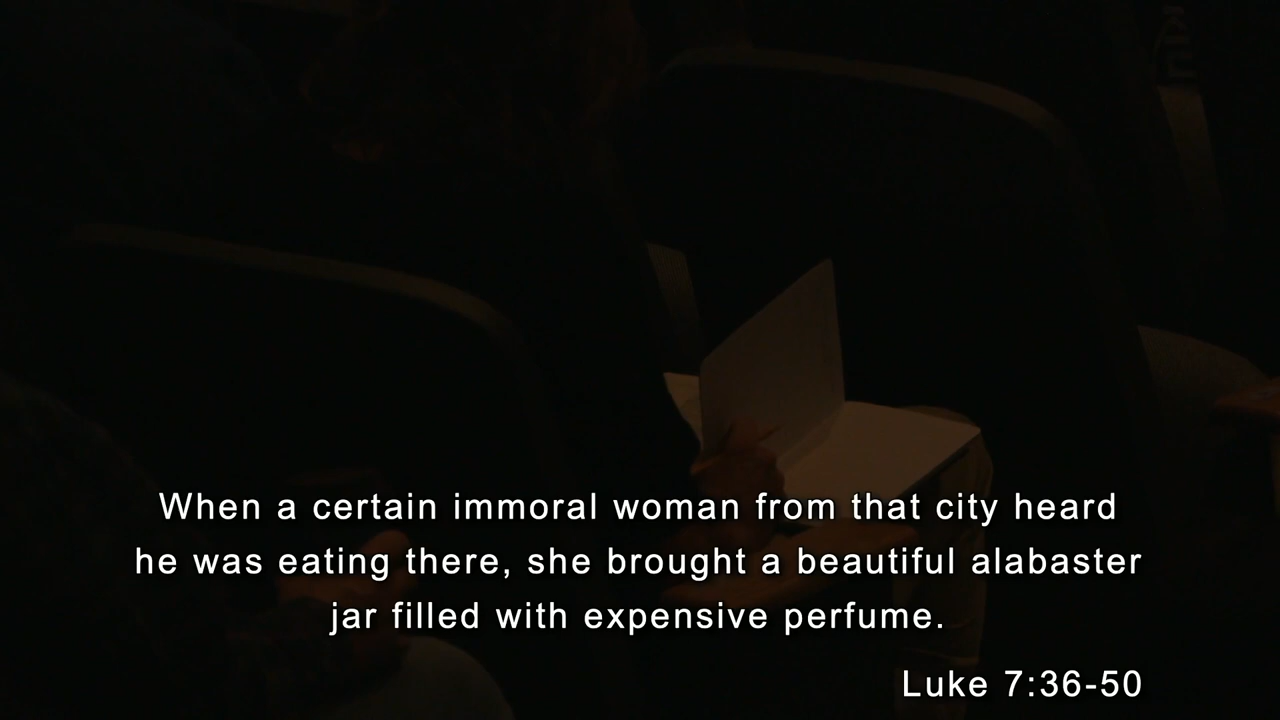 When a certain immoral woman from that city heard
he was eating there, she brought a beautiful alabaster
jar filled with expensive perfume.
Luke 7:36-50